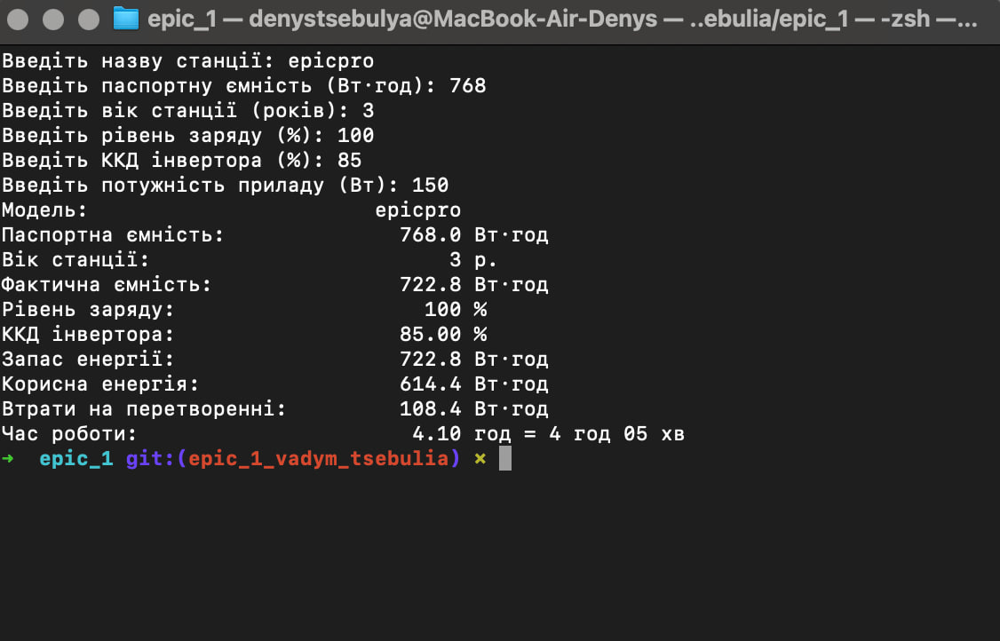 epic_1 — denystsebulya@MacBook-Air-Denys — ..ebulia/epic_1 — -zsh —...
Введіть назву станції: epicpro
Введіть паспортну ємність (Вт·год): 768
Введіть вік станції (років): 3
Введіть рівень заряду (%): 100
Введіть ККД інвертора (%): 85
Введіть потужність приладу (Вт): 150
Модель: epicpro
Паспортна ємність: 768.0 Вт·год
Вік станції: 3 р.
Фактична ємність: 722.8 Вт·год
Рівень заряду: 100 %
ККД інвертора: 85.00 %
Запас енергії: 722.8 Вт·год
Корисна енергія: 614.4 Вт·год
Втрати на перетворенні: 108.4 Вт·год
Час роботи: 4.10 год = 4 год 05 хв
→ epic_1 git:(epic_1_vadym_tsebulia) ×